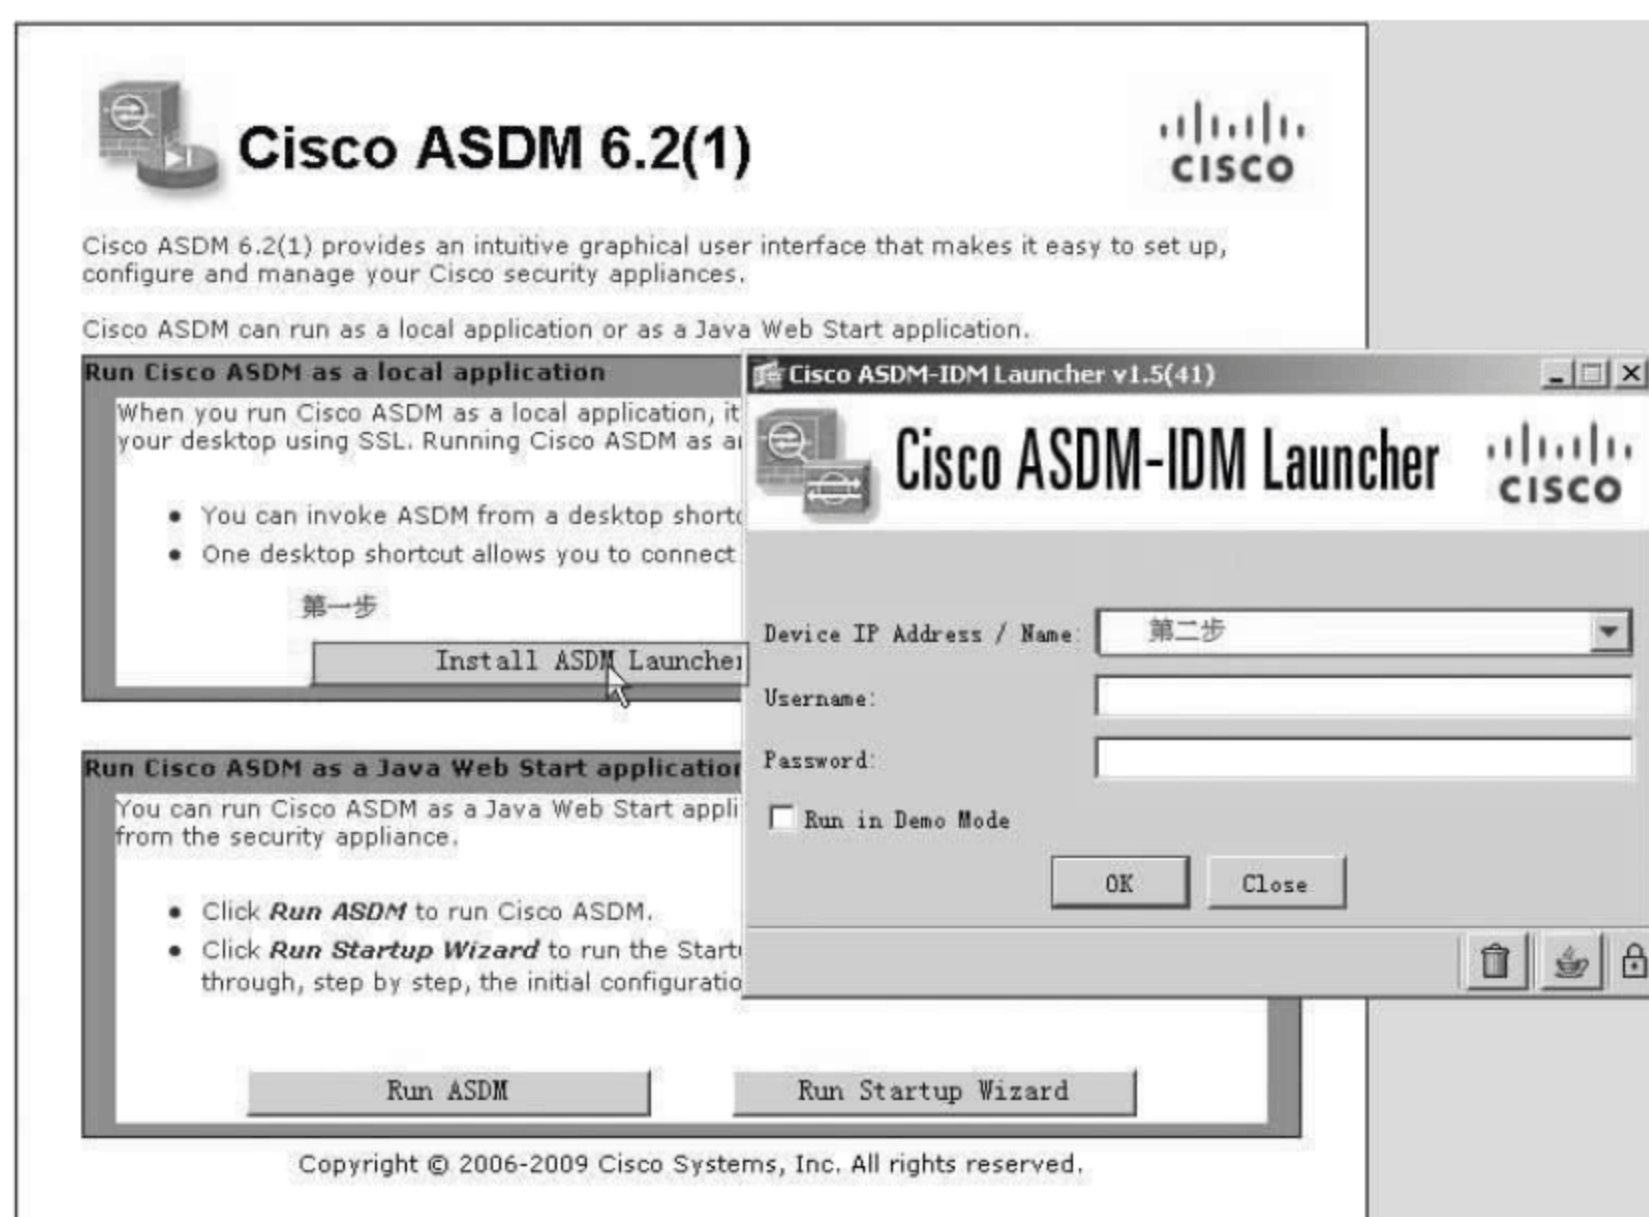 Cisco ASDM 6.2(1)
CISCO
Cisco ASDM 6.2(1) provides an intuitive graphical user interface that makes it easy to set up,
configure and manage your Cisco security appliances.
Cisco ASDM can run as a local application or as a Java Web Start application.
Run Cisco ASDM as a local application
When you run Cisco ASDM as a local application, it
your desktop using SSL. Running Cisco ASDM as
• You can invoke ASDM from a desktop
• One desktop shortcut allows you to connect
第一步
Install ASDM Launcher
Run Cisco ASDM as a Java Web Start application
You can run Cisco ASDM as a Java Web Start appli
from the security appliance.
• Click Run ASDM to run Cisco ASDM.
• Click Run Startup Wizard to run the Start
through, step by step, the initial configuratio
Run ASDM
Run Startup Wizard
Copyright © 2006-2009 Cisco Systems, Inc. All rights reserved.
Cisco ASDM-IDM Launcher v1.5(41)
Cisco ASDM-IDM Launcher
CISCO
Device IP Address / Name:
第二步
Username:
Password:
Run in Demo Mode
OK
Close